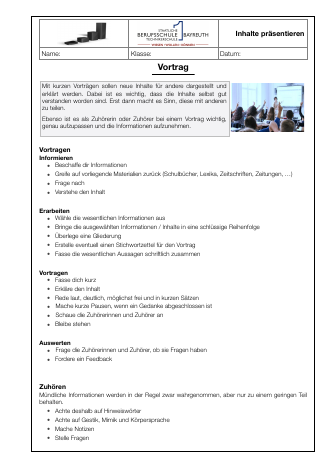 STAATLICHE
BERUFSSCHULE BAYREUTH
Inhalte präsentieren
Name:
Klasse:
Datum:
Vortrag
Mit kurzen Vorträgen sollen neue Inhalte für andere dargestellt und
erklärt werden. Dabei ist es wichtig, dass die Inhalte selbst gut
verstanden worden sind. Erst dann macht es Sinn, diese mit anderen
zu teilen.
Ebenso ist es als Zuhörerin oder Zuhörer bei einem Vortrag wichtig,
genau aufzupassen und die Informationen aufzunehmen.
Vortragen
Informieren
• Beschaffe dir Informationen
• Greife auf vorliegende Materialien zurück (Schulbücher, Lexika, Zeitschriften, Zeitungen, …)
• Frage nach
• Verstehe den Inhalt
Erarbeiten
• Wähle die wesentlichen Informationen aus
• Bringe die ausgewählten Informationen / Inhalte in eine schlüssige Reihenfolge
• Überlege eine Gliederung
• Erstelle eventuell einen Stichwortzettel für den Vortrag
• Fasse die wesentlichen Aussagen schriftlich zusammen
Vortragen
• Fasse dich kurz
• Erkläre den Inhalt
• Rede laut, deutlich, möglichst frei und in kurzen Sätzen
• Mache kurze Pausen, wenn ein Gedanke abgeschlossen ist
• Schaue die Zuhörerinnen und Zuhörer an
• Bleibe stehen
Auswerten
• Frage die Zuhörerinnen und Zuhörer, ob sie Fragen haben
• Fordere ein Feedback
Zuhören
Mündliche Informationen werden in der Regel zwar wahrgenommen, aber nur zu einem geringen Teil
behalten.
• Achte deshalb auf Hinweiswörter
• Achte auf Gestik, Mimik und Körpersprache
• Mache Notizen
• Stelle Fragen